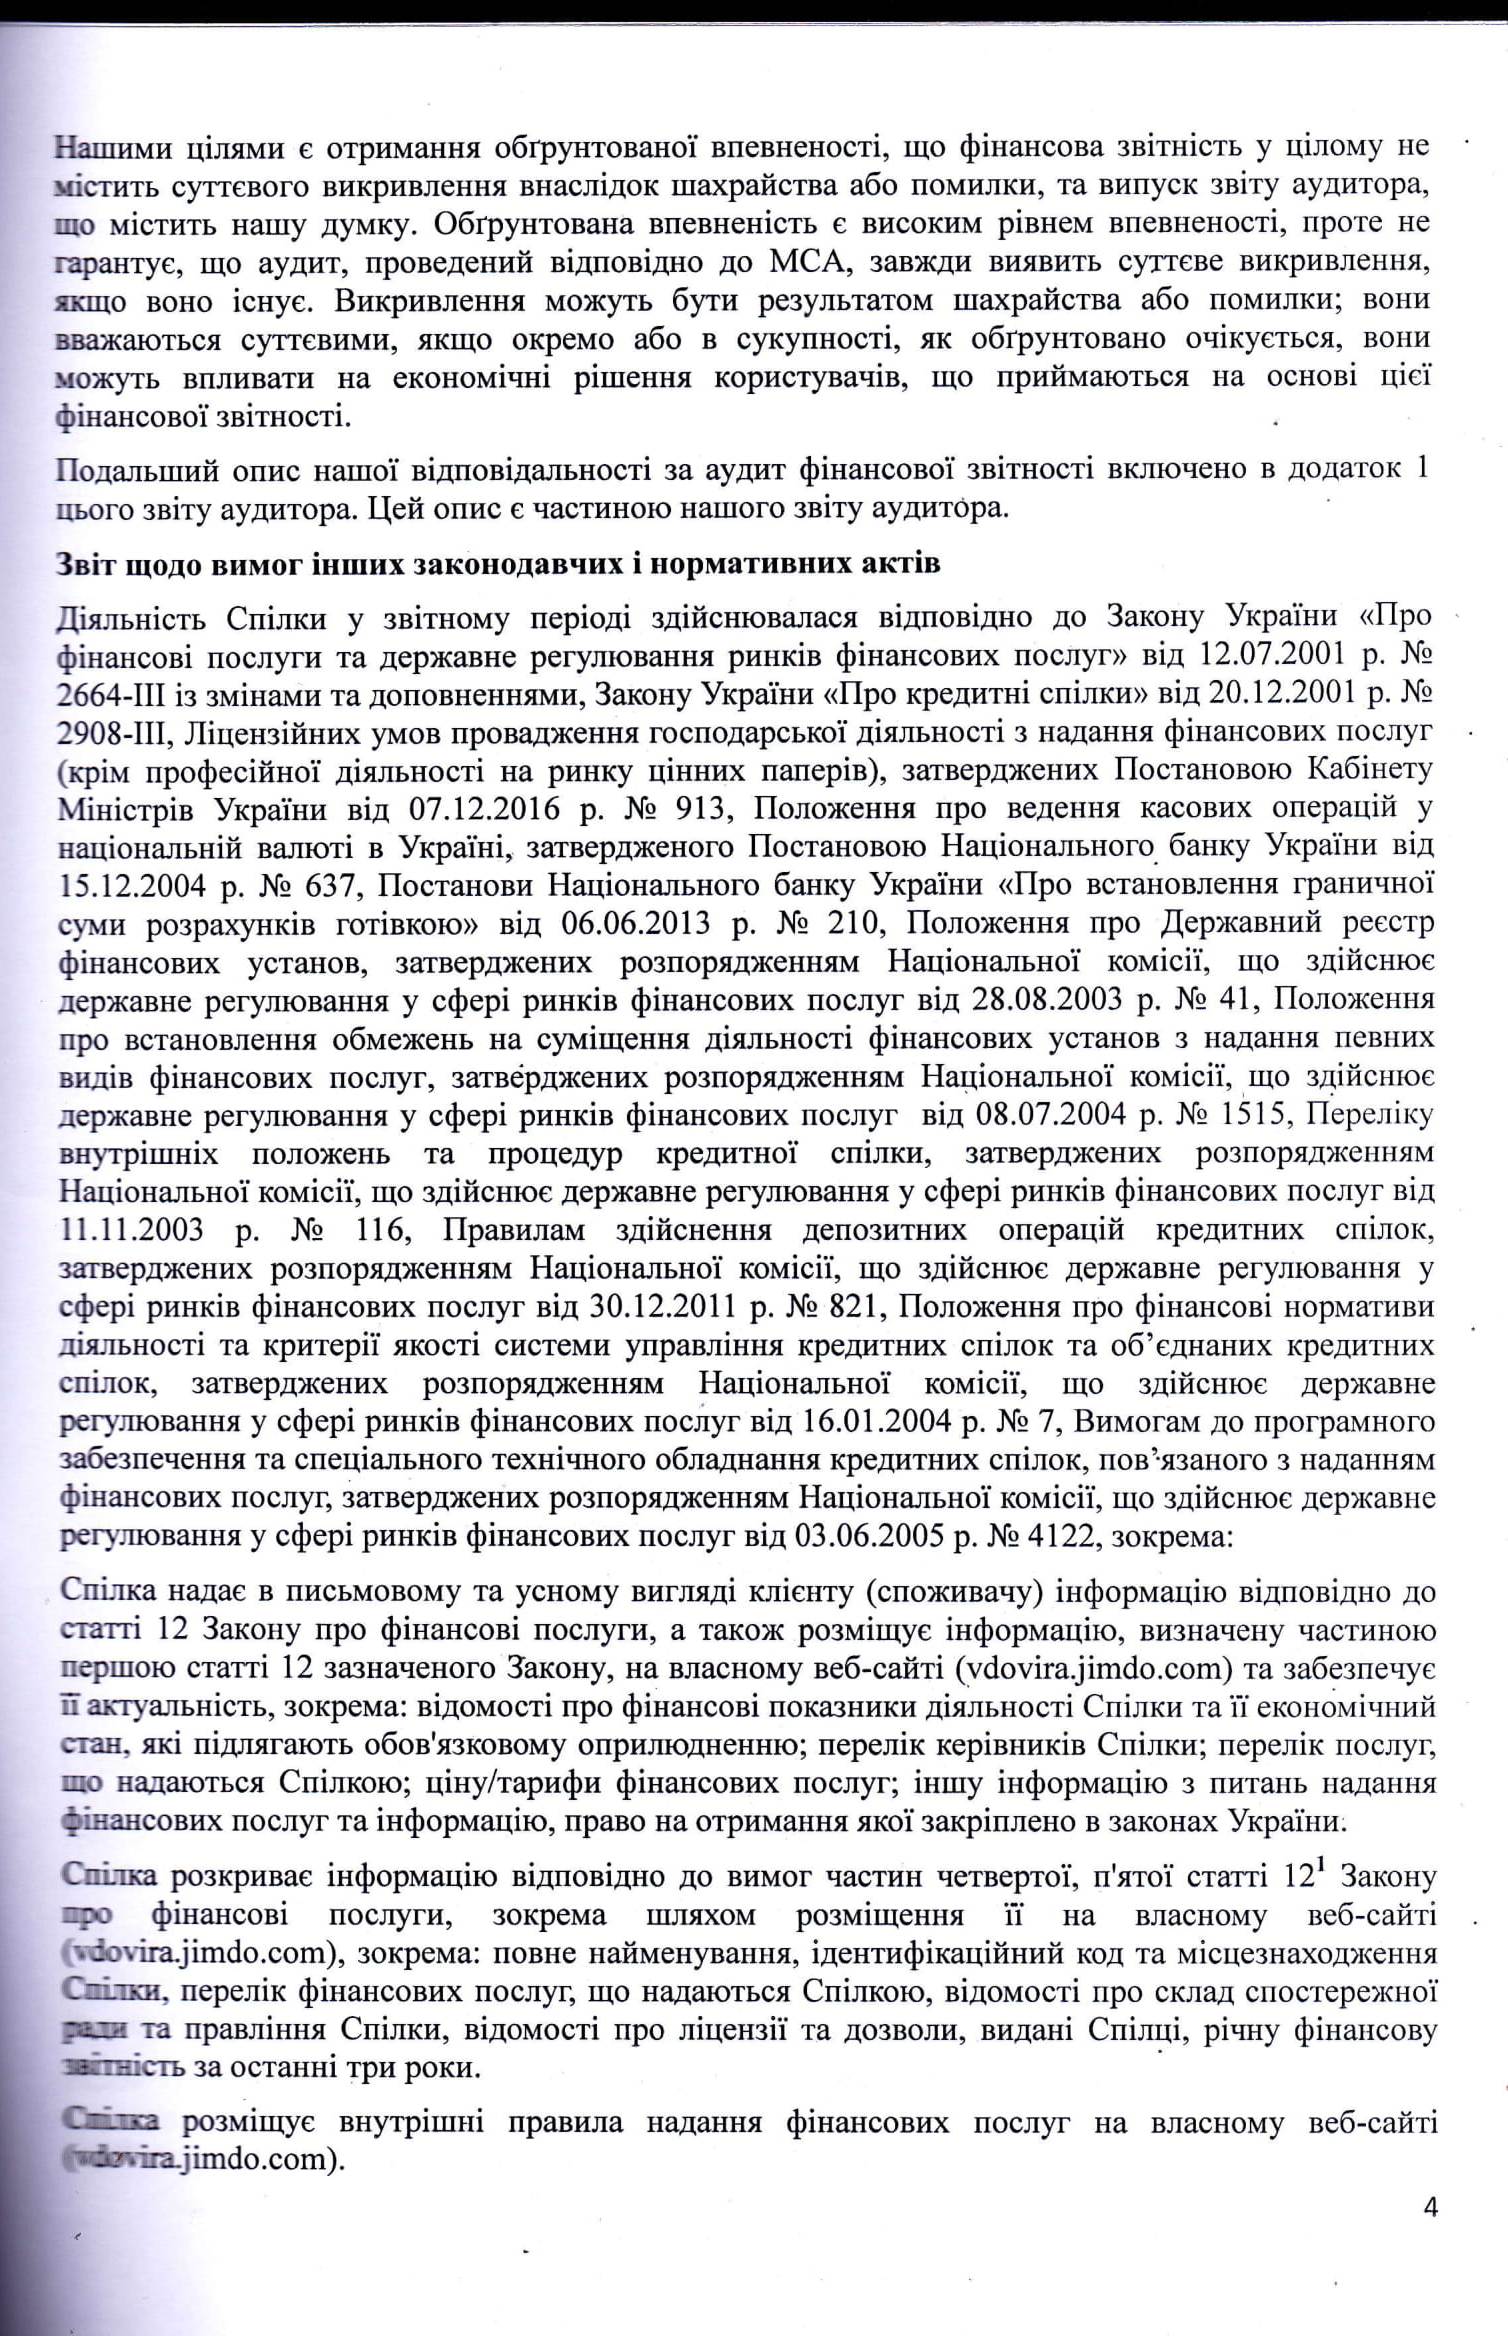 Нашими цілями є отримання обґрунтованої впевненості, що фінансова звітність у цілому не
містить суттєвого викривлення внаслідок шахрайства або помилки, та випуск звіту аудитора,
що містить нашу думку. Обґрунтована впевненість є високим рівнем впевненості, проте не
гарантує, що аудит, проведений відповідно до МСА, завжди виявить суттєве викривлення,
якщо воно існує. Викривлення можуть бути результатом шахрайства або помилки; вони
вважаються суттєвими, якщо окремо або в сукупності, як обґрунтовано очікується, вони
можуть впливати на економічні рішення користувачів, що приймаються на основі цієї
фінансової звітності.
Подальший опис нашої відповідальності за аудит фінансової звітності включено в додаток 1
цього звіту аудитора. Цей опис є частиною нашого звіту аудитора.
Звіт щодо вимог інших законодавчих і нормативних актів
Діяльність Спілки у звітному періоді здійснювалася відповідно до Закону України «Про
фінансові послуги та державне регулювання ринків фінансових послуг» від 12.07.2001 р. №
2664-ІІІ із змінами та доповненнями, Закону України «Про кредитні спілки» від 20.12.2001 р. №
2908-ІІІ, Ліцензійних умов провадження господарської діяльності з надання фінансових послуг
(крім професійної діяльності на ринку цінних паперів), затверджених Постановою Кабінету
Міністрів України від 07.12.2016 р. № 913, Положення про ведення касових операцій у
національній валюті в Україні, затвердженого Постановою Національного банку України від
15.12.2004 р. № 637, Постанови Національного банку України «Про встановлення граничної
суми розрахунків готівкою» від 06.06.2013 р. № 210, Положення про Державний реєстр
фінансових установ, затверджених розпорядженням Національної комісії, що здійснює
державне регулювання у сфері ринків фінансових послуг від 28.08.2003 р. № 41, Положення
про встановлення обмежень на суміщення діяльності фінансових установ з надання певних
видів фінансових послуг, затверджених розпорядженням Національної комісії, що здійснює
державне регулювання у сфері ринків фінансових послуг від 08.07.2004 р. № 1515, Переліку
внутрішніх положень та процедур кредитної спілки, затверджених розпорядженням
Національної комісії, що здійснює державне регулювання у сфері ринків фінансових послуг від
11.11.2003 р. № 116, Правилам здійснення депозитних операцій кредитних спілок,
затверджених розпорядженням Національної комісії, що здійснює державне регулювання у
сфері ринків фінансових послуг від 30.12.2011 р. № 821, Положення про фінансові нормативи
діяльності та критерії якості системи управління кредитних спілок та об’єднаних кредитних
спілок, затверджених розпорядженням Національної комісії, що здійснює державне
регулювання у сфері ринків фінансових послуг від 16.01.2004 р. № 7, Вимогам до програмного
забезпечення та спеціального технічного обладнання кредитних спілок, пов’язаного з наданням
фінансових послуг, затверджених розпорядженням Національної комісії, що здійснює державне
регулювання у сфері ринків фінансових послуг від 03.06.2005 р. № 4122, зокрема:
Спілка надає в письмовому та усному вигляді клієнту (споживачу) інформацію відповідно до
статті 12 Закону про фінансові послуги, а також розміщує інформацію, визначену частиною
першою статті 12 зазначеного Закону, на власному веб-сайті (vdovira.jimdo.com) та забезпечує
її актуальність, зокрема: відомості про фінансові показники діяльності Спілки та її економічний
стан, які підлягають обов'язковому оприлюдненню; перелік керівників Спілки; перелік послуг,
що надаються Спілкою; ціну/тарифи фінансових послуг; іншу інформацію з питань надання
фінансових послуг та інформацію, право на отримання якої закріплено в законах України.
Спілка розкриває інформацію відповідно до вимог частин четвертої, п'ятої статті 12¹ Закону
про фінансові послуги, зокрема шляхом розміщення її на власному веб-сайті
(vdovira.jimdo.com), зокрема: повне найменування, ідентифікаційний код та місцезнаходження
Спілки, перелік фінансових послуг, що надаються Спілкою, відомості про склад спостережної
ради та правління Спілки, відомості про ліцензії та дозволи, видані Спілці, річну фінансову
звітність за останні три роки.
Спілка розміщує внутрішні правила надання фінансових послуг на власному веб-сайті
(vdovira.jimdo.com).
4